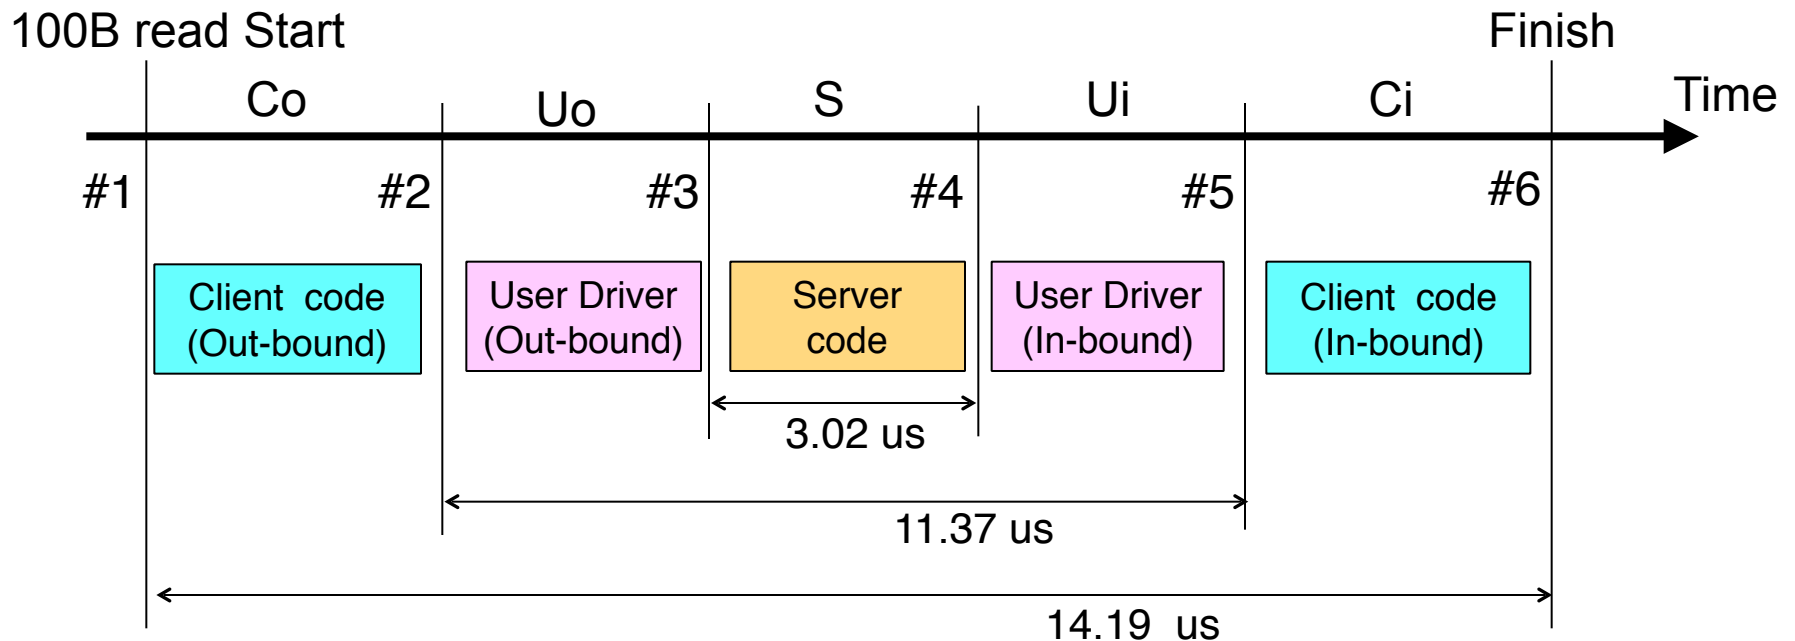 100B read Start
Finish
Co
Uo
S
Ui
Ci
Time
#1
#2
#3
#4
#5
#6
Client code
(Out-bound)
User Driver
(Out-bound)
Server
code
User Driver
(In-bound)
Client code
(In-bound)
3.02 us
11.37 us
14.19 us